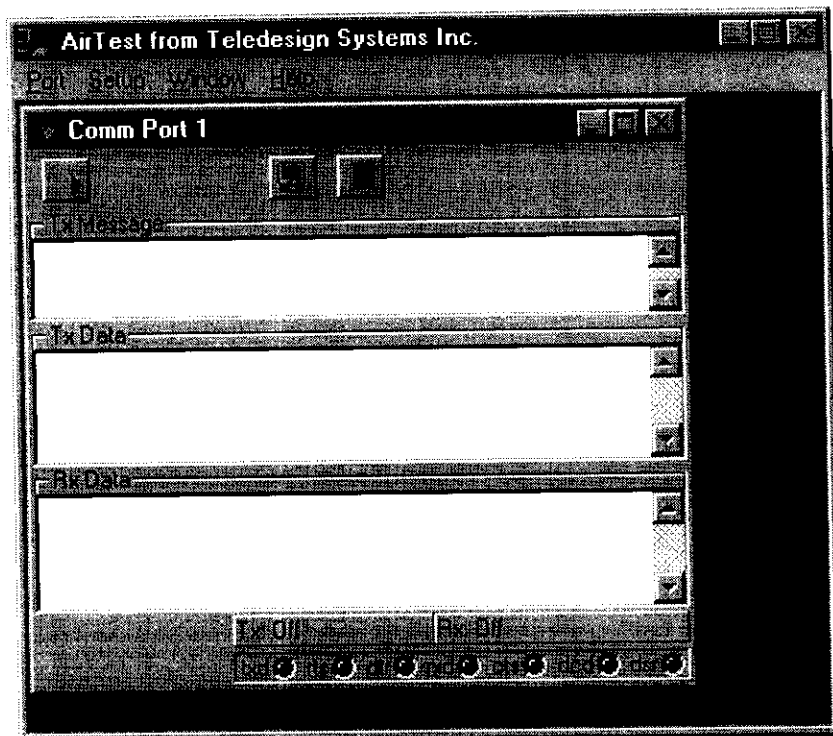 AirTest from Teledesign Systems Inc.
Port Setup Window Help
Comm Port 1
Tx Message
Tx Data
Rx Data
Tx: Off Rx: Off
txd rts dtr rxd cts dcd dsr